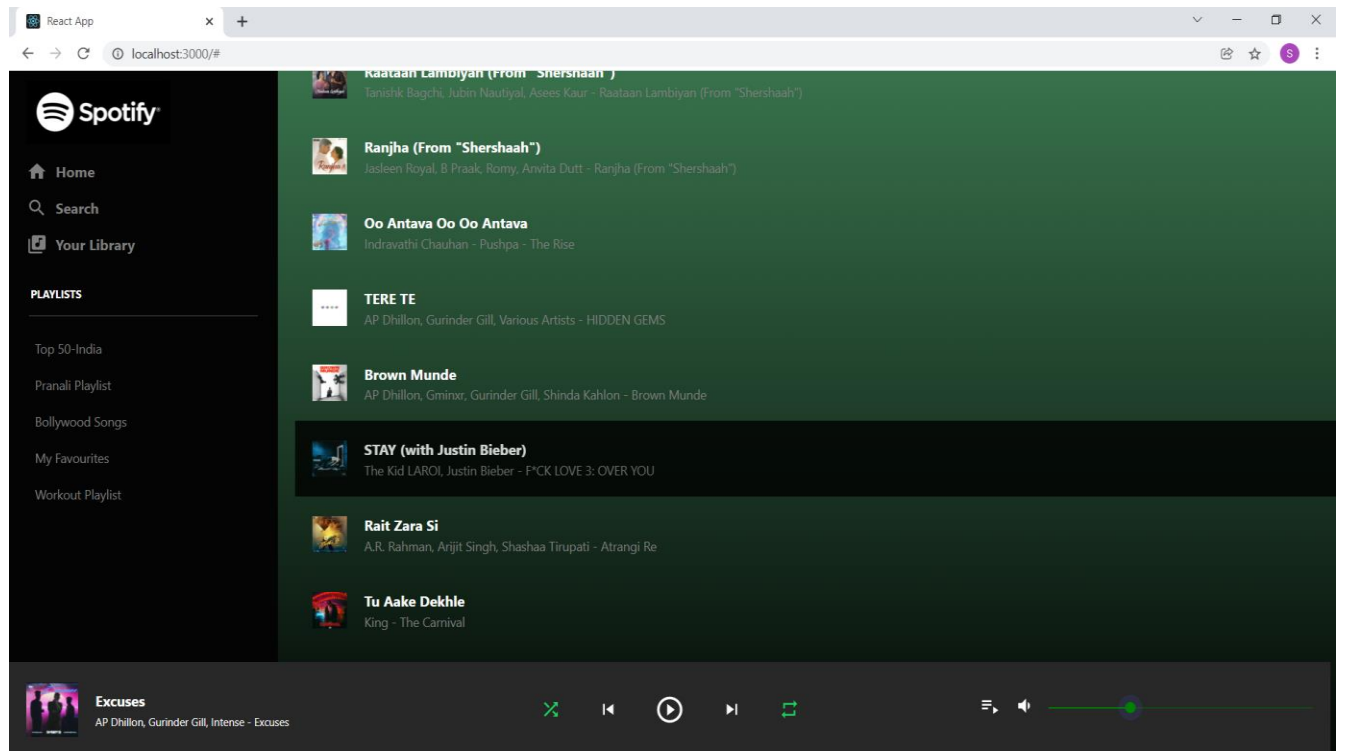 React App
localhost:3000/#
S
Spotify
Home
Search
Your Library
PLAYLISTS
Top 50-India
Pranali Playlist
Bollywood Songs
My Favourites
Workout Playlist
Raataan Lambiyan (From "Shershaah")
Tanishk Bagchi, Jubin Nautiyal, Asees Kaur - Raataan Lambiyan (From "Shershaah")
Ranjha (From "Shershaah")
Jasleen Royal, B Praak, Romy, Anvita Dutt - Ranjha (From "Shershaah")
Oo Antava Oo Oo Antava
Indravathi Chauhan - Pushpa - The Rise
TERE TE
AP Dhillon, Gurinder Gill, Various Artists - HIDDEN GEMS
Brown Munde
AP Dhillon, Gminxr, Gurinder Gill, Shinda Kahlon - Brown Munde
STAY (with Justin Bieber)
The Kid LAROI, Justin Bieber - F*CK LOVE 3: OVER YOU
Rait Zara Si
A.R. Rahman, Arijit Singh, Shashaa Tirupati - Atrangi Re
Tu Aake Dekhle
King - The Carnival
Excuses
AP Dhillon, Gurinder Gill, Intense - Excuses